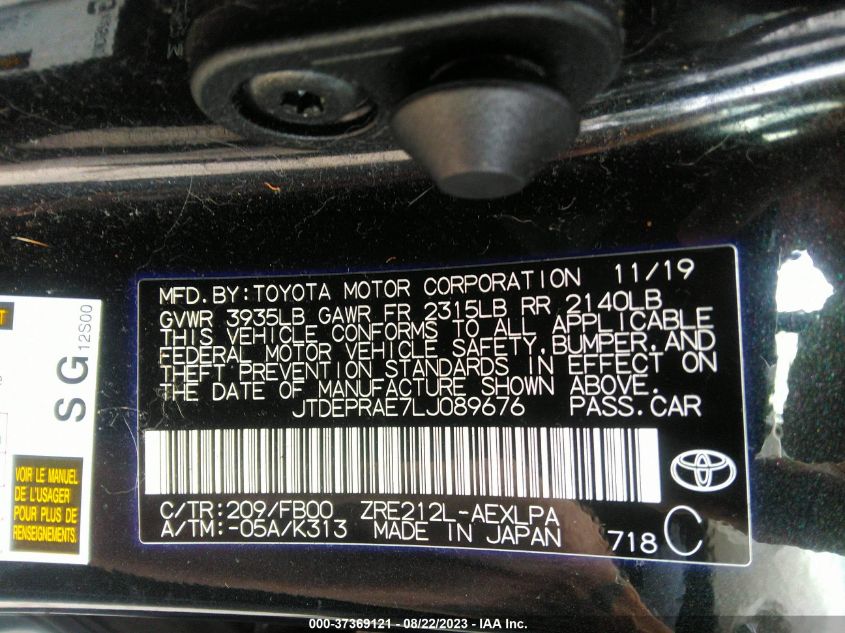 MFD. BY: TOYOTA MOTOR CORPORATION 11/19
GVWR 3935LB GAWR FR 2315LB RR 2140LB
THIS VEHICLE CONFORMS TO ALL APPLICABLE
FEDERAL MOTOR VEHICLE SAFETY, BUMPER, AND
THEFT PREVENTION STANDARDS IN EFFECT ON
THE DATE OF MANUFACTURE SHOWN ABOVE.
JTDEPRAE7LJ089676 PASS. CAR
C/TR: 209/FB00 ZRE212L-AEXLPA
A/TM: -05A/K313 MADE IN JAPAN 718 C
SG
12S00
VOIR LE MANUEL
DE L'USAGER
POUR PLUS DE
RENSEIGNEMENTS.
000-37369121 - 08/22/2023 - IAA Inc.